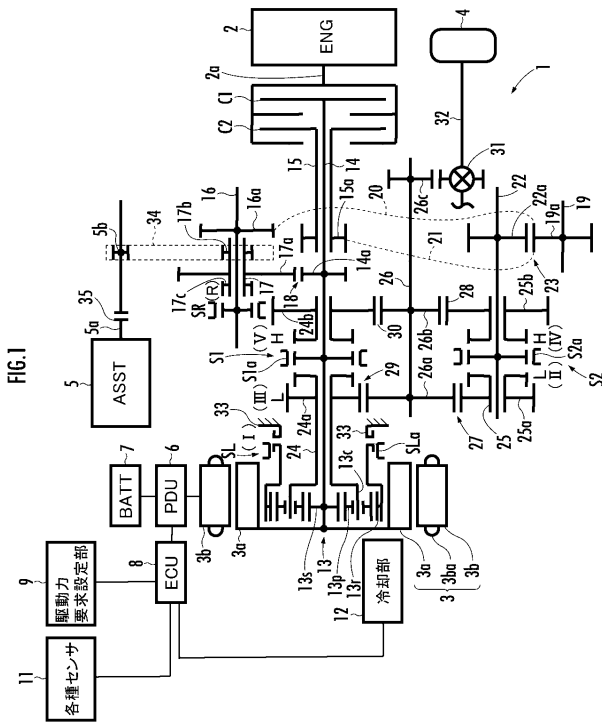 FIG.1
11
各種センサ
9
駆動力
要求設定部
8
ECU
7
BATT
6
PDU
5
ASST
5a
35
5b
34
3b
3a
12
冷却部
13
13s
13p
13r
13c
3a
3ba
3b
3
SL
(I)
33
33
SLa
24
24a
L
(III)
S1
S1a
H
(V)
24b
29
30
SR
(R)
17c
17
17b
17a
18
14a
16
16a
15
14
15a
C2
C1
2a
2
ENG
20
21
26
26a
26b
26c
27
28
25
25a
25b
L
(II)
H
(IV)
S2a
S2
22
22a
23
19
19a
31
32
4
1